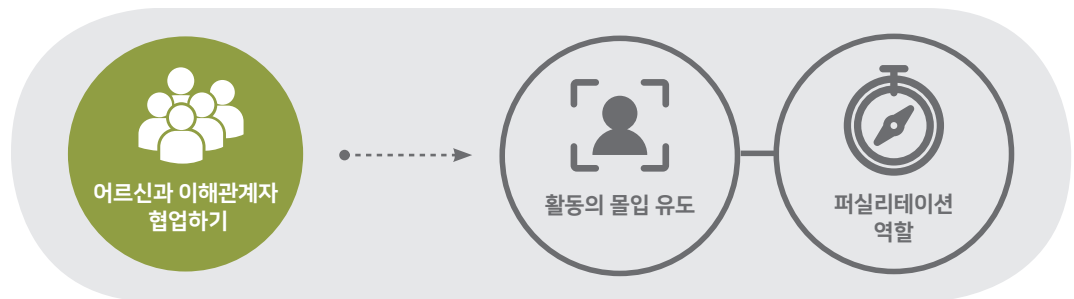 어르신과 이해관계자
협업하기
활동의 몰입 유도
퍼실리테이션
역할